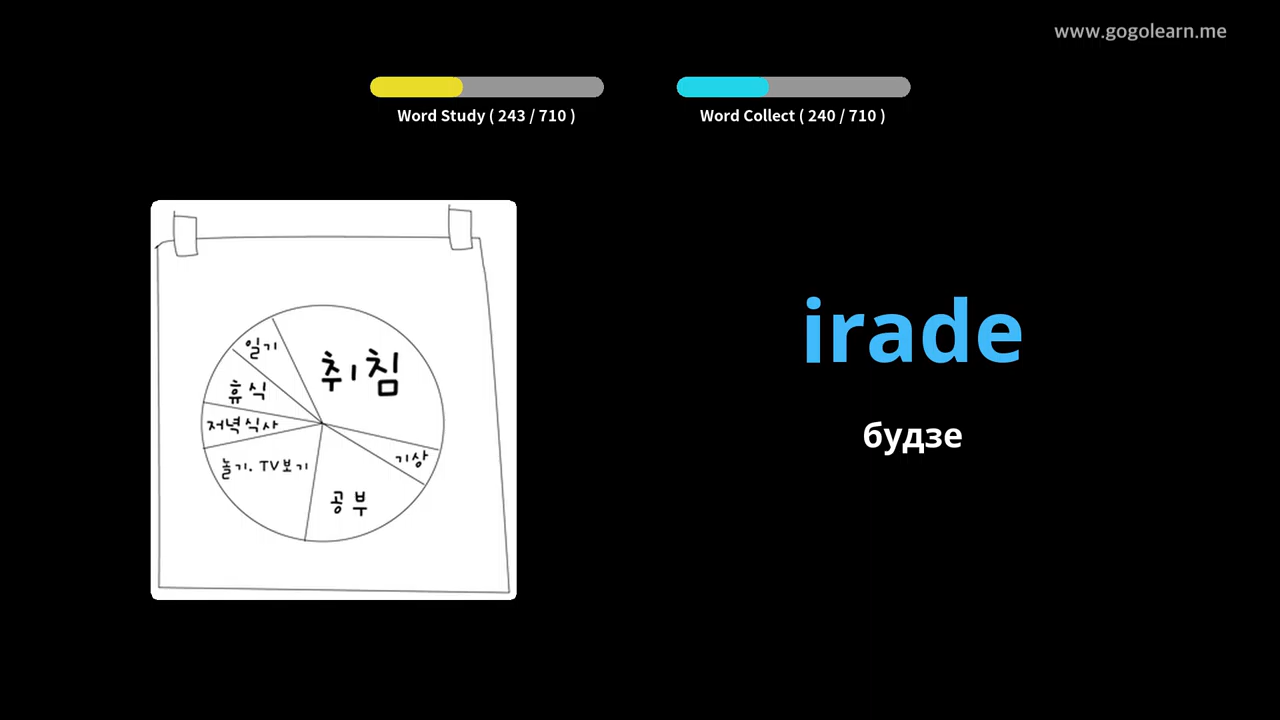 www.gogolearn.me
Word Study ( 243 / 710 )
Word Collect ( 240 / 710 )
일기
취침
휴식
저녁식사
놀기. TV보기
기상
공부
irade
будзе